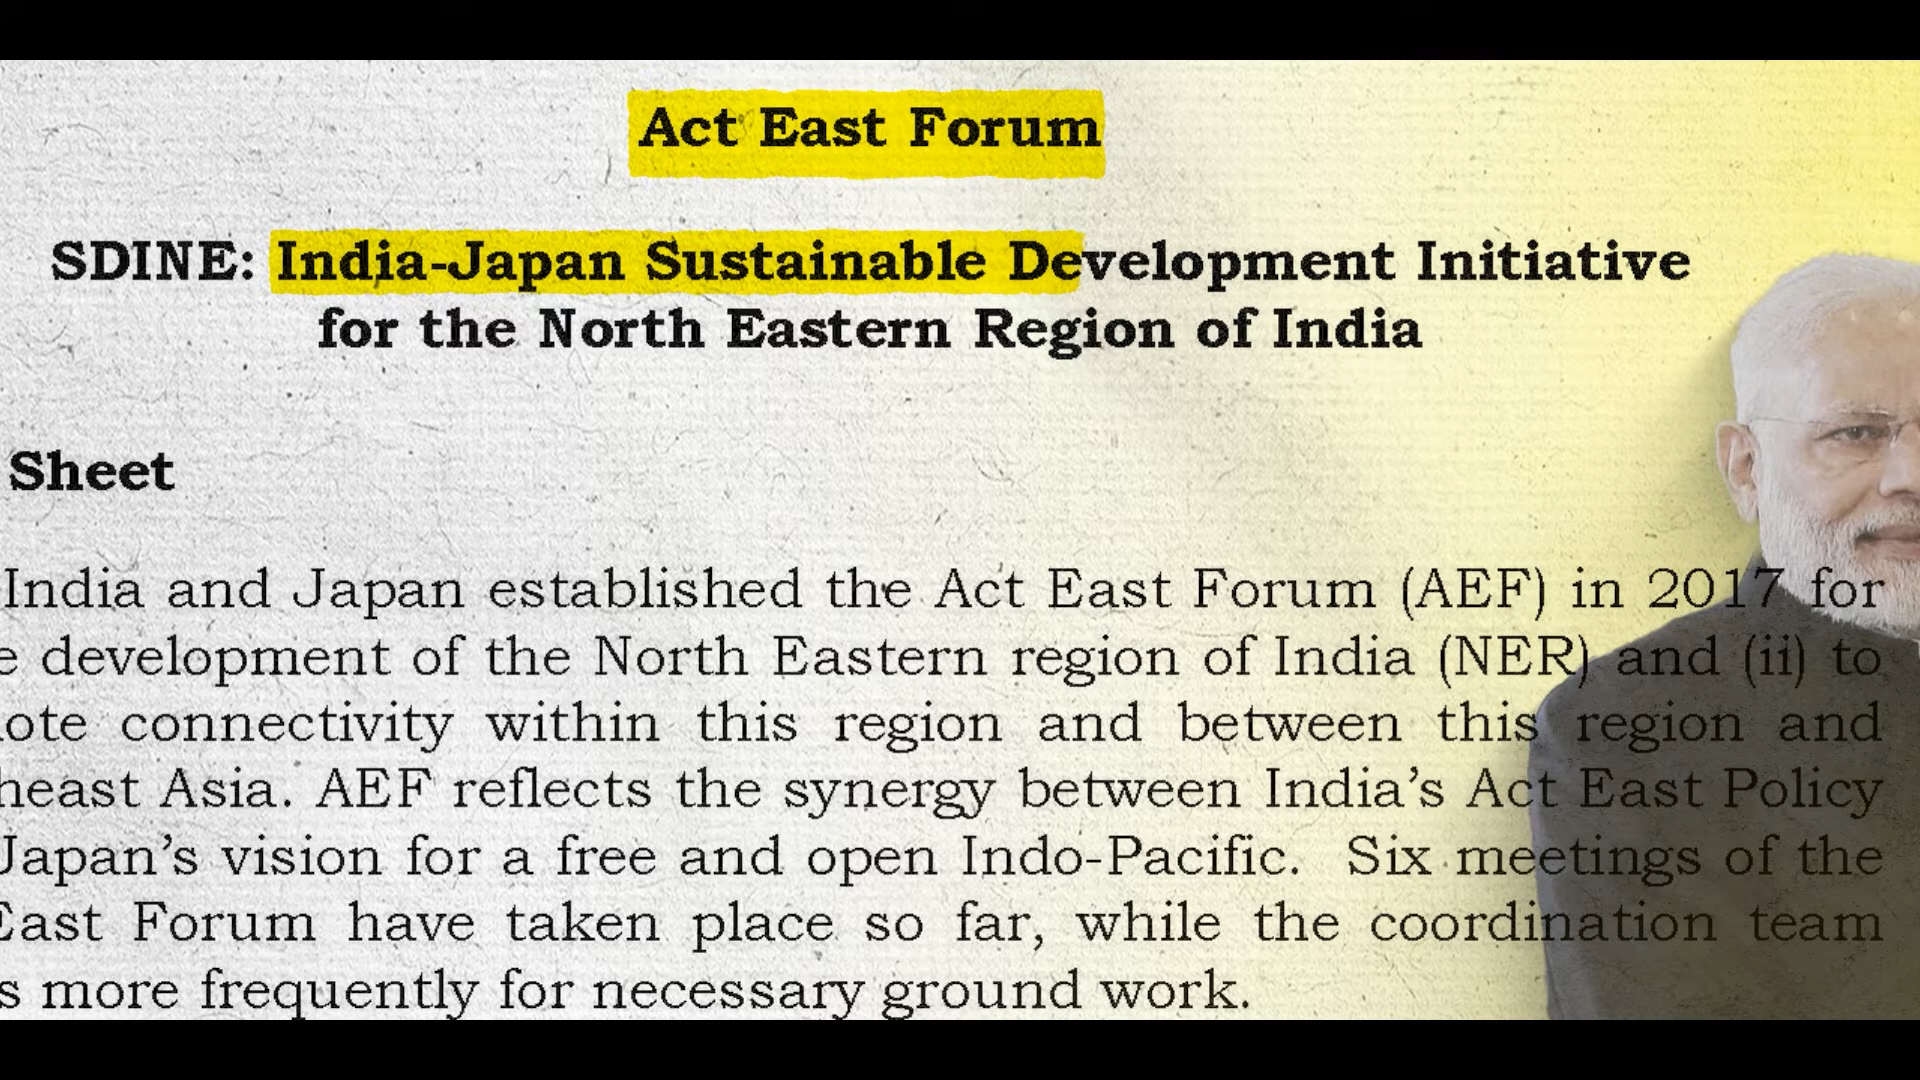 Act East Forum
SDINE: India-Japan Sustainable Development Initiative
for the North Eastern Region of India
Sheet
India and Japan established the Act East Forum (AEF) in 2017 for
development of the North Eastern region of India (NER) and (ii) to
connectivity within this region and between this region and
Asia. AEF reflects the synergy between India’s Act East Policy
Japan’s vision for a free and open Indo-Pacific. Six meetings of the
East Forum have taken place so far, while the coordination team
more frequently for necessary ground work.